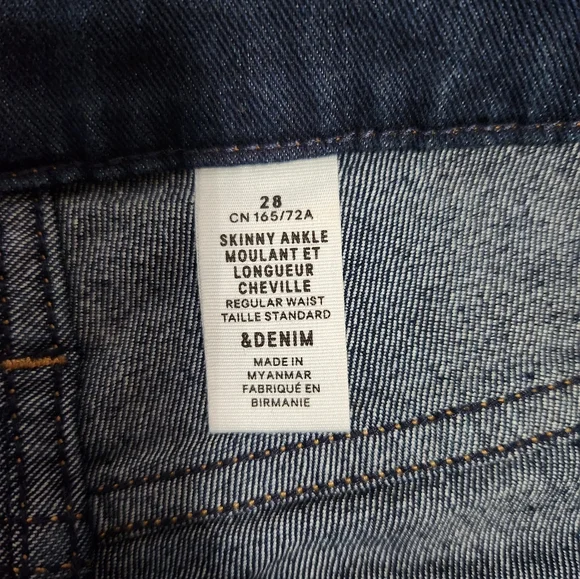 28
CN 165/72A
SKINNY ANKLE
MOULANT ET
LONGUEUR
CHEVILLE
REGULAR WAIST
TAILLE STANDARD
&DENIM
MADE IN
MYANMAR
FABRIQUÉ EN
BIRMANIE